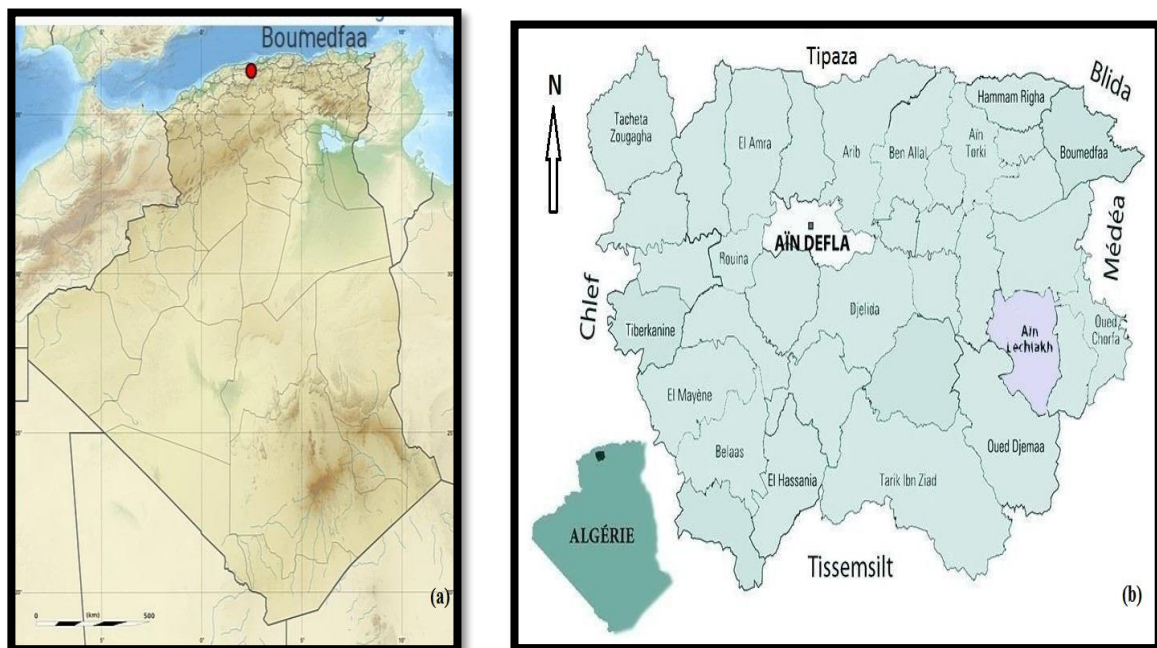 Boumedfaa
0
(km)
500
(a)
N
Tipaza
Blida
Médéa
Chlef
Tissemsilt
Tacheta
Zougagha
El Amra
Arib
Ben Allal
Aïn
Torki
Hammam Righa
Boumedfaa
AÏN DEFLA
Rouina
Djelida
Tiberkanine
Aïn
Lechiakh
Oued
Chorfa
El Mayène
Belaas
El Hassania
Tarik Ibn Ziad
Oued Djemaa
ALGÉRIE
(b)